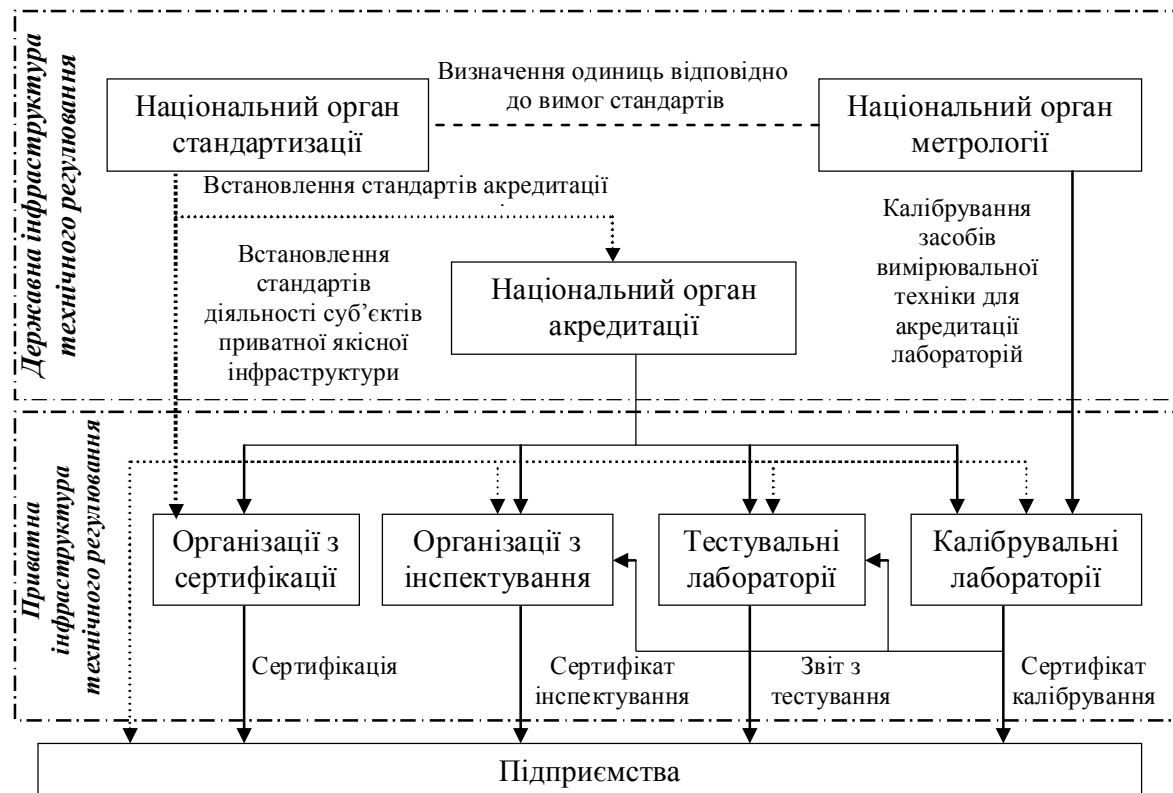 Державна інфраструктура
технічного регулювання
Визначення одиниць відповідно
до вимог стандартів
Національний орган
стандартизації
Національний орган
метрології
Встановлення стандартів акредитації
Встановлення
стандартів
діяльності суб’єктів
приватної якісної
інфраструктури
Національний орган
акредитації
Калібрування
засобів
вимірювальної
техніки для
акредитації
лабораторій
Приватна
інфраструктура
технічного регулювання
Організації з
сертифікації
Організації з
інспектування
Тестувальні
лабораторії
Калібрувальні
лабораторії
Сертифікація
Сертифікат
інспектування
Звіт з
тестування
Сертифікат
калібрування
Підприємства